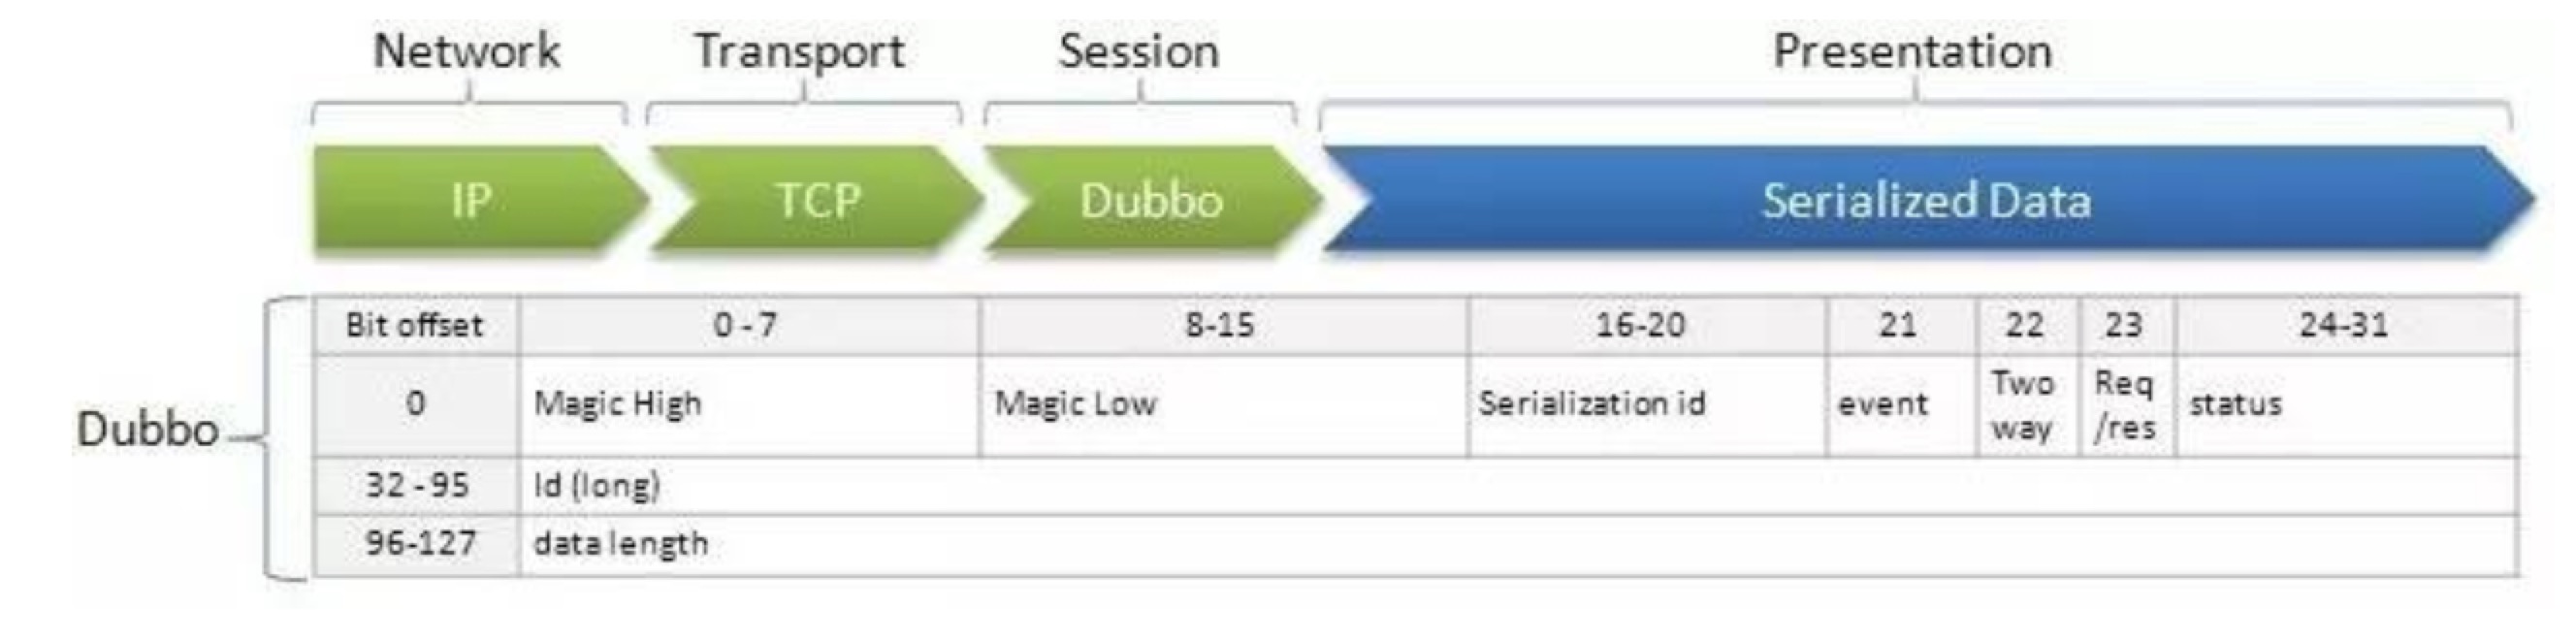 Network Transport Session Presentation
IP TCP Dubbo Serialized Data
Bit offset 0 - 7 8-15 16-20 21 22 23 24-31
0 Magic High Magic Low Serialization id event Two way Req /res status
Dubbo
32 - 95 Id (long)
96-127 data length